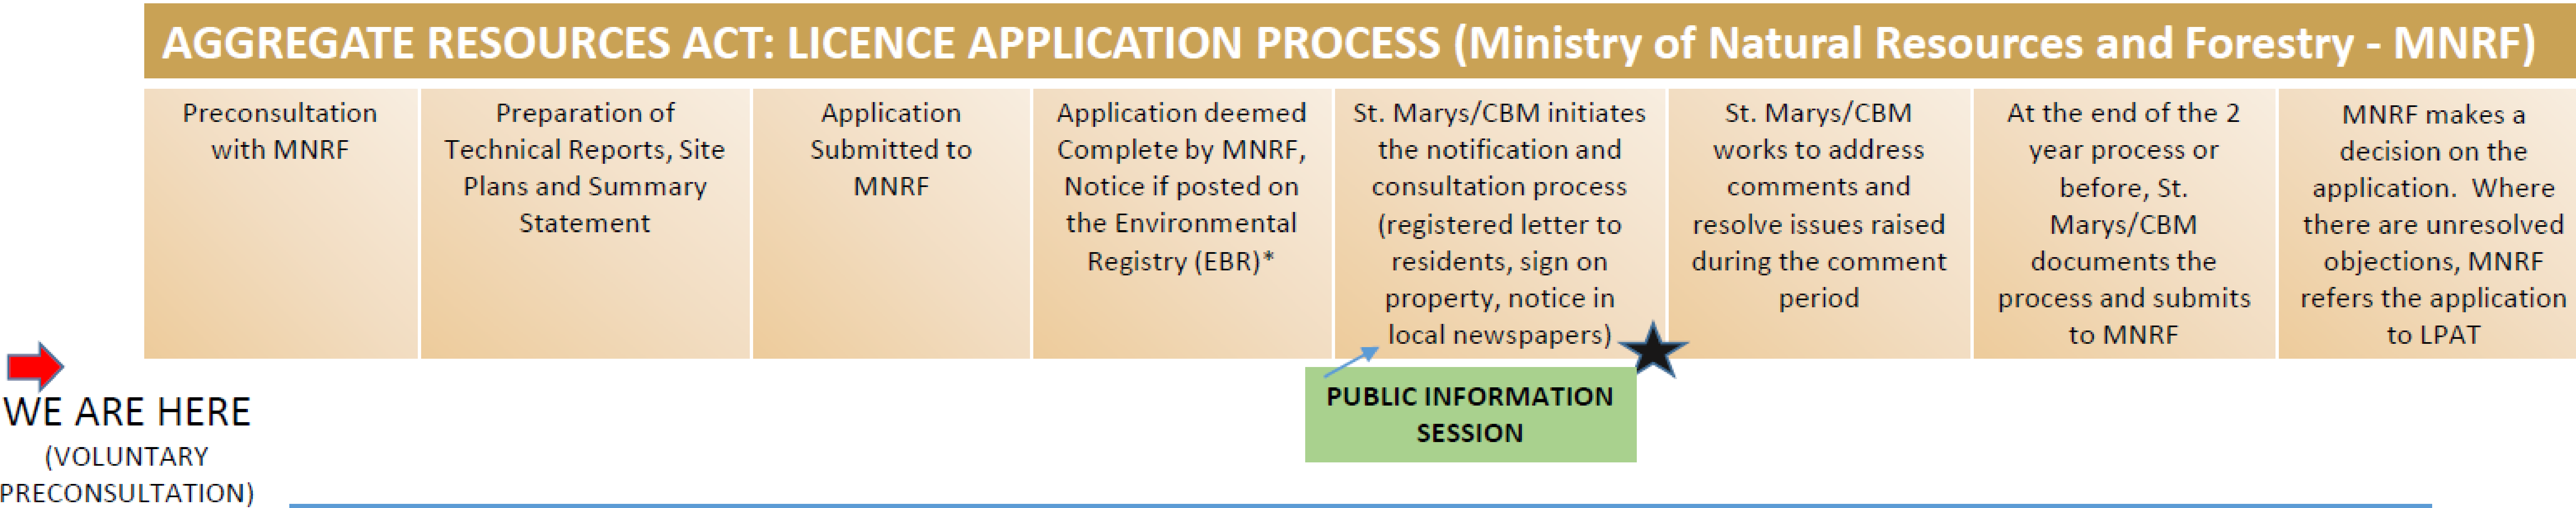 AGGREGATE RESOURCES ACT: LICENCE APPLICATION PROCESS (Ministry of Natural Resources and Forestry - MNRF)
Preconsultation
with MNRF
Preparation of
Technical Reports, Site
Plans and Summary
Statement
Application
Submitted to
MNRF
Application deemed
Complete by MNRF,
Notice if posted on
the Environmental
Registry (EBR)*
St. Marys/CBM initiates
the notification and
consultation process
(registered letter to
residents, sign on
property, notice in
local newspapers)
St. Marys/CBM
works to address
comments and
resolve issues raised
during the comment
period
At the end of the 2
year process or
before, St.
Marys/CBM
documents the
process and submits
to MNRF
MNRF makes a
decision on the
application.  Where
there are unresolved
objections, MNRF
refers the application
to LPAT
WE ARE HERE
(VOLUNTARY
PRECONSULTATION)
PUBLIC INFORMATION
SESSION